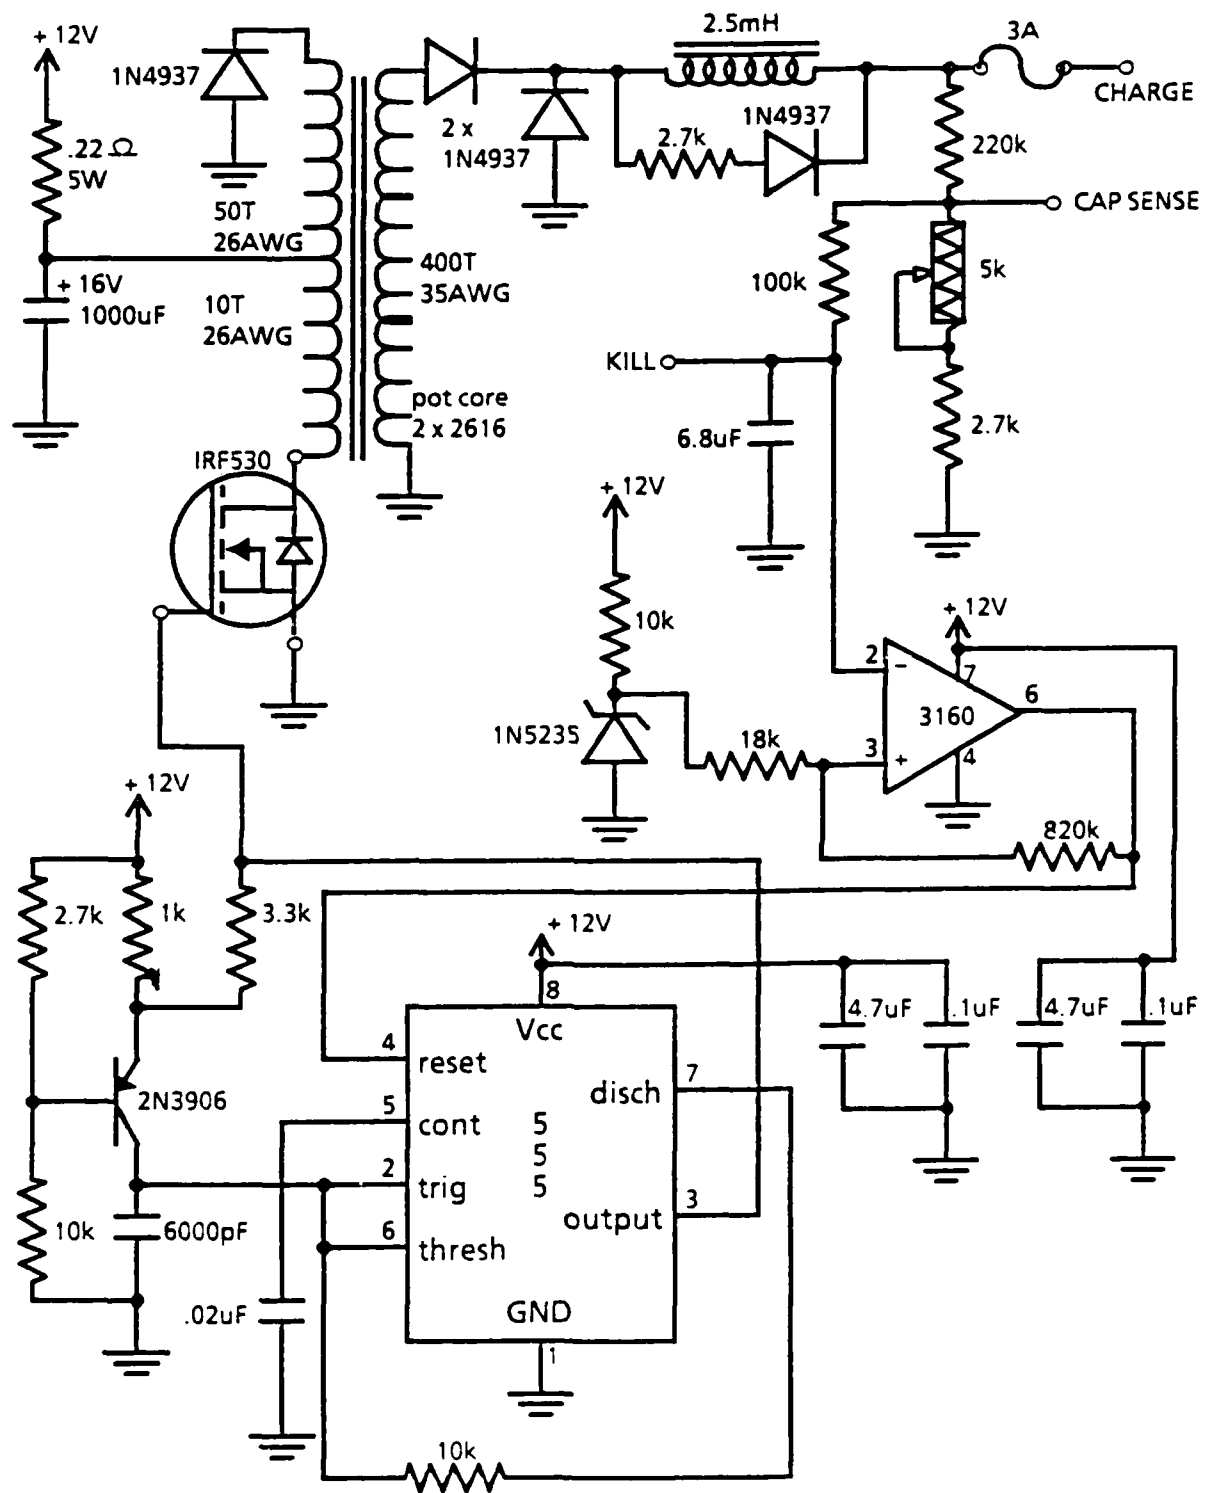 + 12V
1N4937
2.5mH
3A
CHARGE
.22 Ω
5W
2 x
1N4937
2.7k
1N4937
220k
CAP SENSE
50T
26AWG
+ 16V
1000uF
10T
26AWG
400T
35AWG
100k
5k
KILL
pot core
2 x 2616
6.8uF
2.7k
IRF530
+ 12V
10k
+ 12V
2
-
7
6
3160
1N5235
18k
3
+
4
+ 12V
820k
2.7k
1k
3.3k
+ 12V
8
Vcc
4.7uF
.1uF
4.7uF
.1uF
4
reset
7
disch
2N3906
5
cont
5
5
5
2
trig
3
output
10k
6000pF
6
thresh
.02uF
GND
1
10k